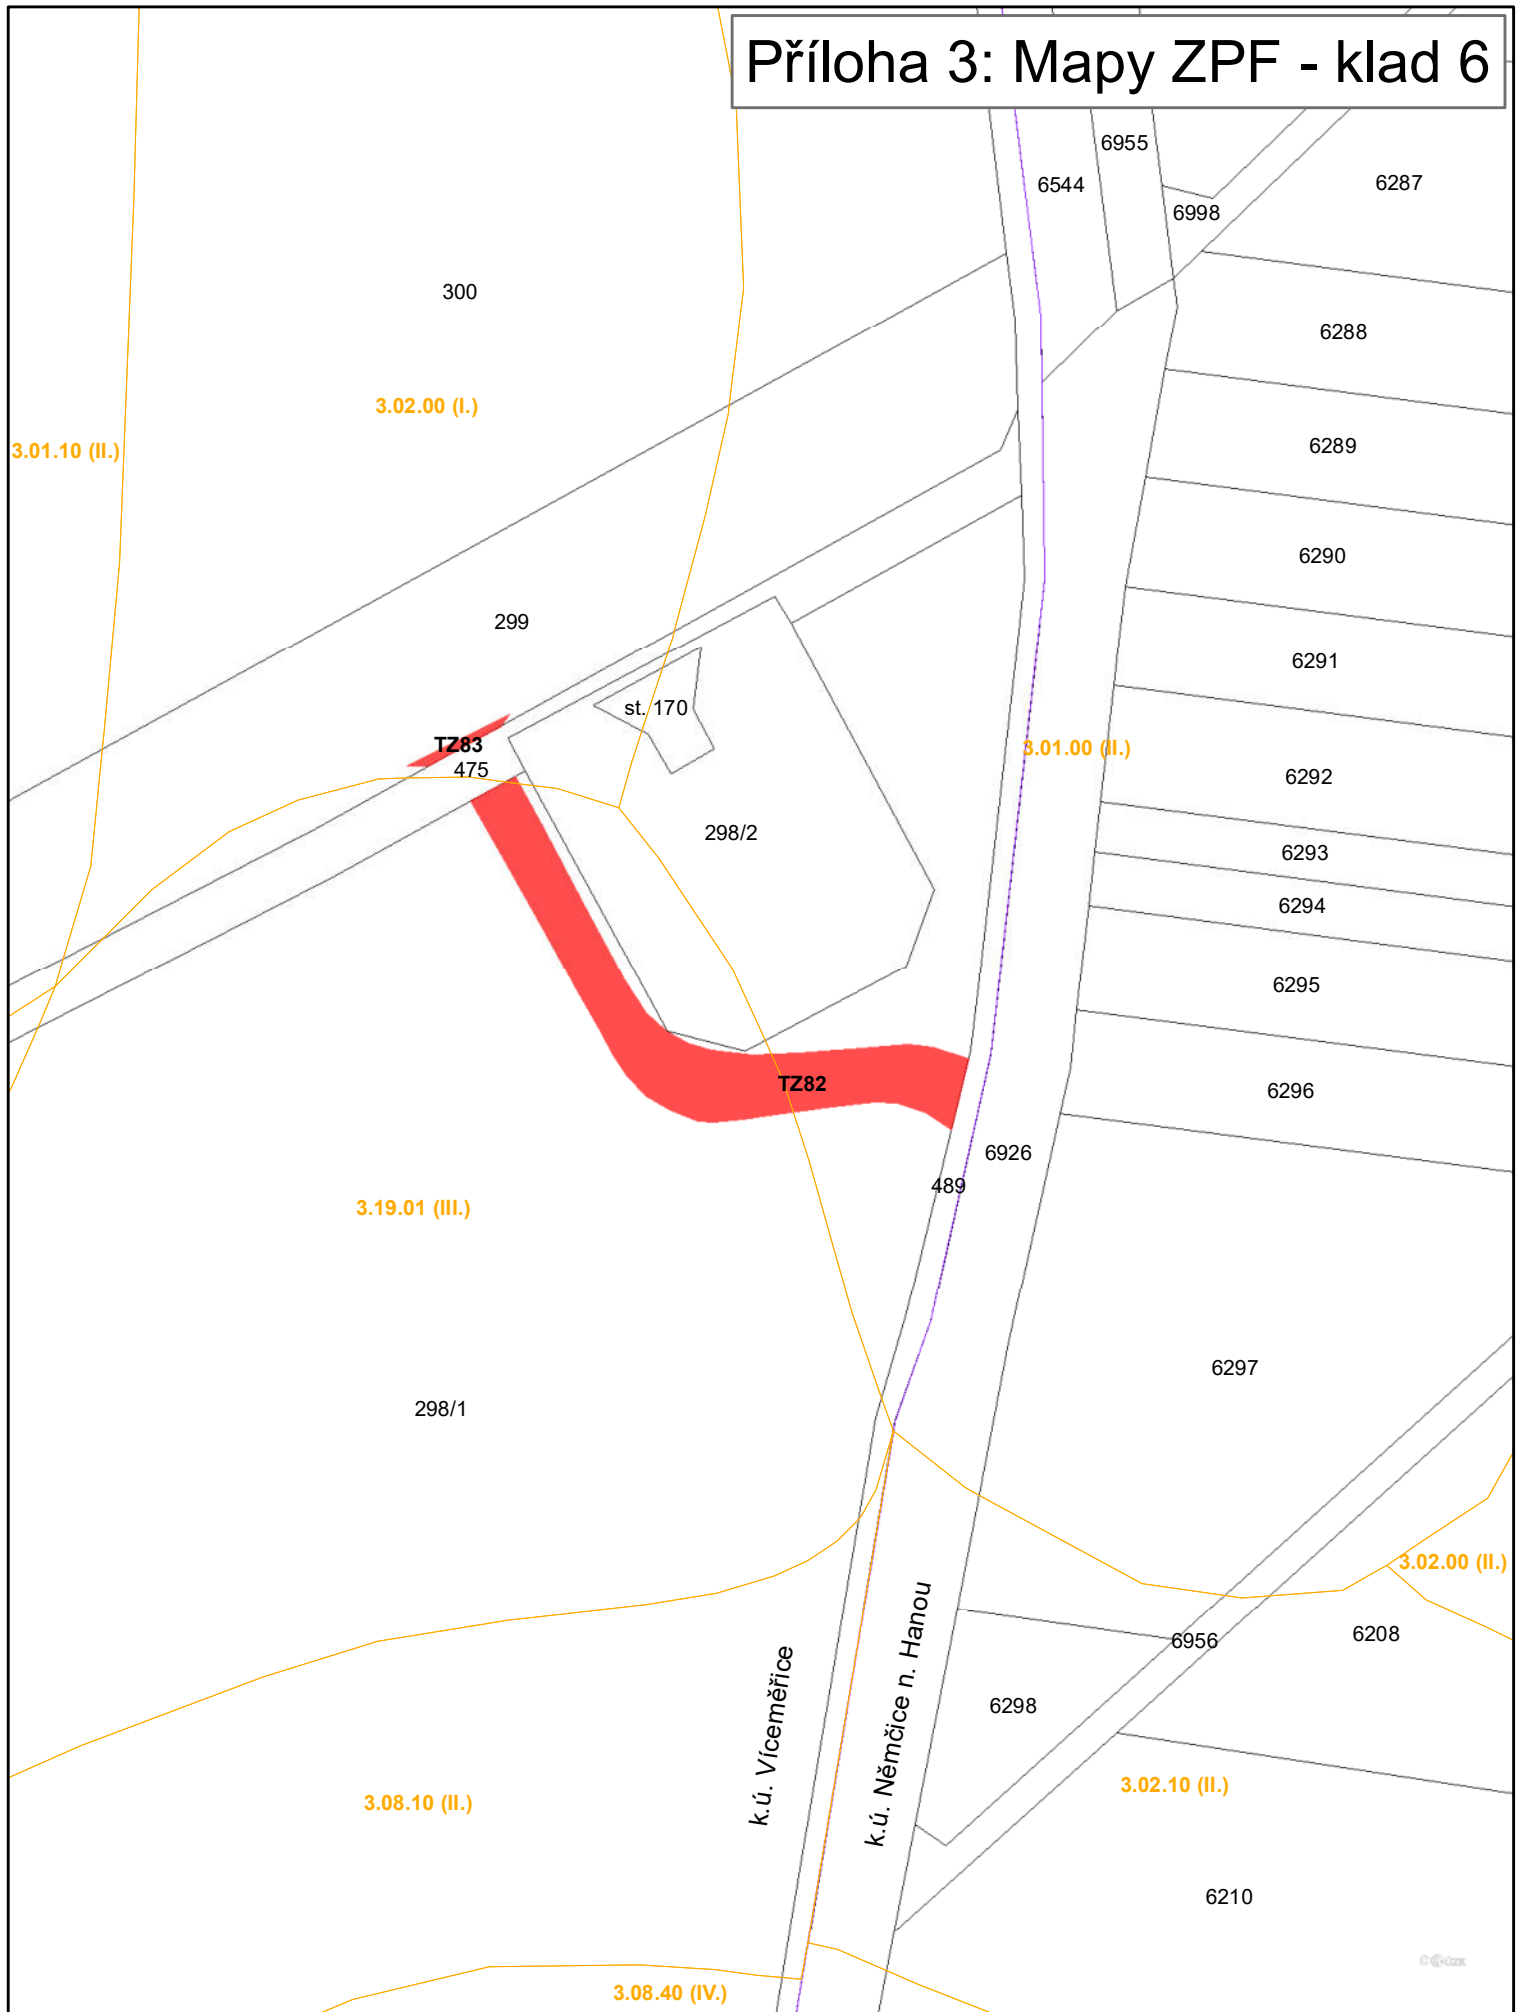 Příloha 3: Mapy ZPF - klad 6
6955
6544
6287
6998
300
6288
3.02.00 (I.)
3.01.10 (II.)
6289
6290
299
6291
st. 170
TZ83
3.01.00 (II.)
475
6292
298/2
6293
6294
6295
TZ82
6296
6926
489
3.19.01 (III.)
6297
298/1
3.02.00 (II.)
6956
6208
k.ú. Víceměřice
k.ú. Němčice n. Hanou
6298
3.02.10 (II.)
3.08.10 (II.)
6210
3.08.40 (IV.)